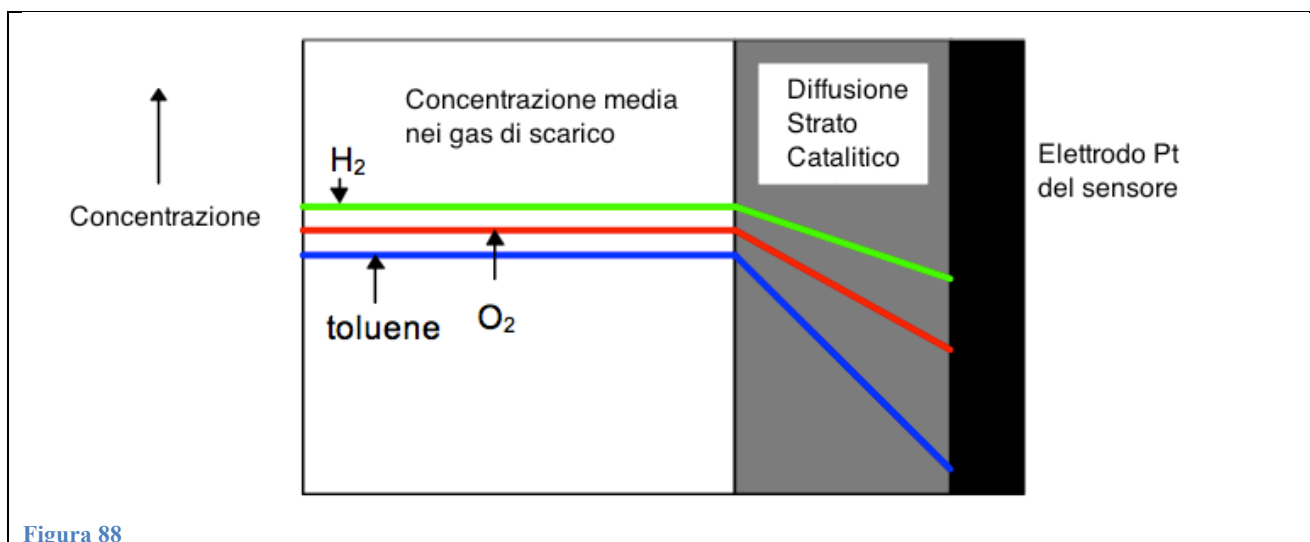 Concentrazione media
nei gas di scarico
Diffusione
Strato
Catalitico
Elettrodo Pt
del sensore
H₂
Concentrazione
toluene
O₂
Figura 88